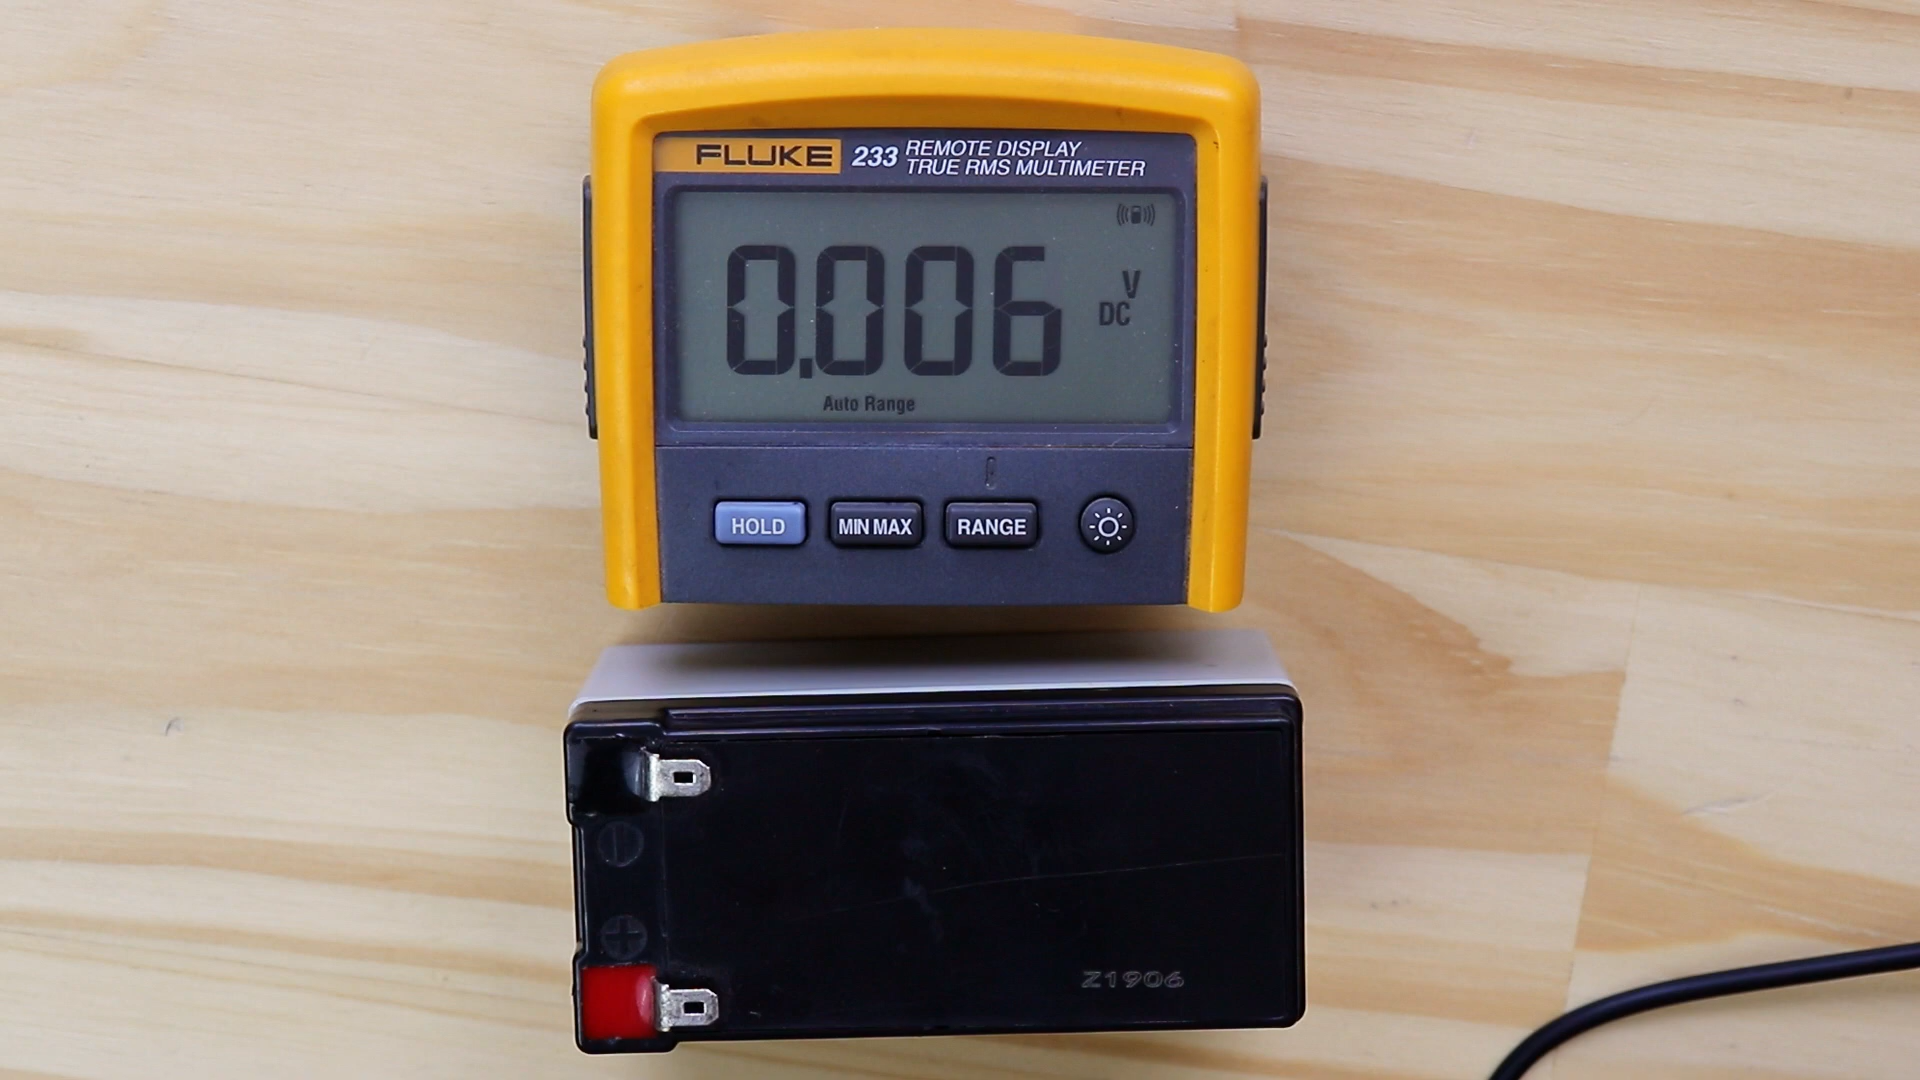 FLUKE 233 REMOTE DISPLAY
TRUE RMS MULTIMETER
0.006 V
DC
Auto Range
HOLD MIN MAX RANGE
Z1906